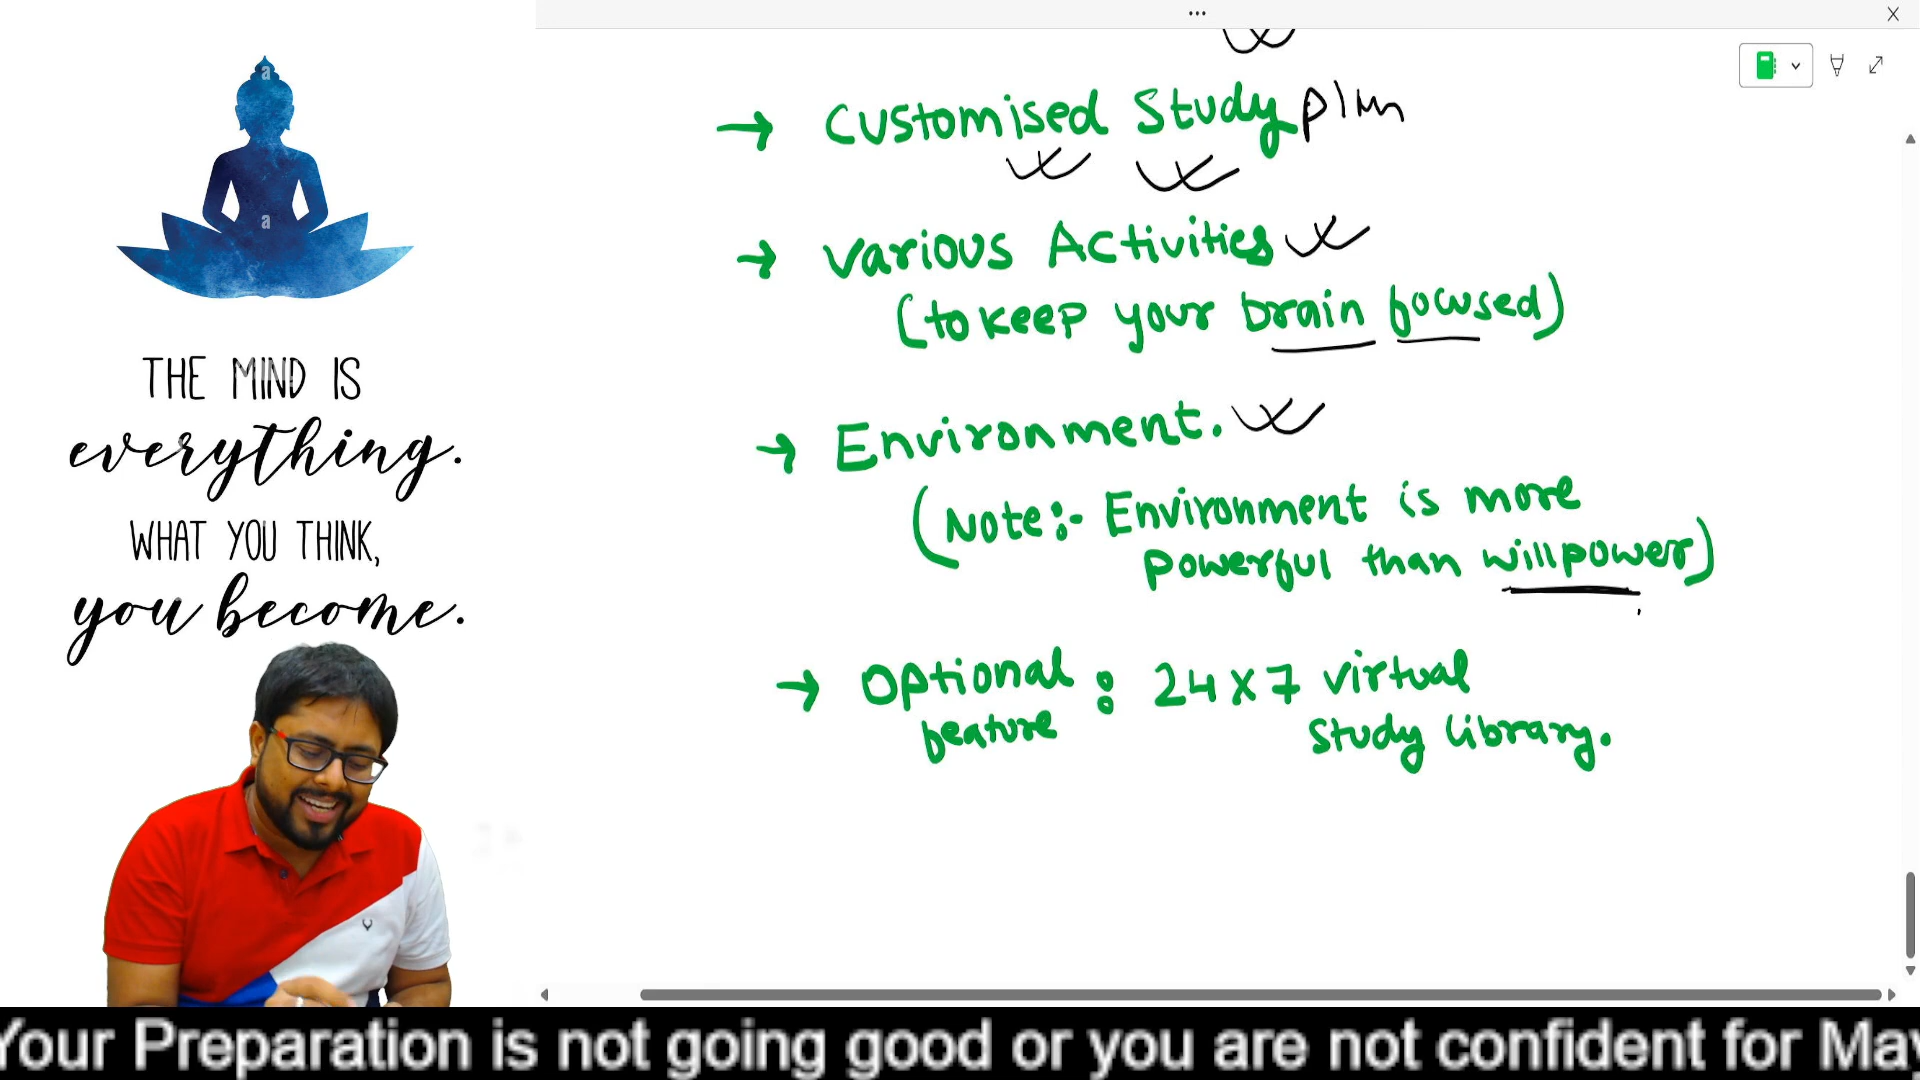 THE MIND IS
everything.
WHAT YOU THINK,
you become.
→ Customised Study plan
→ Various Activities
(to keep your brain focused)
→ Environment.
(Note:- Environment is more
powerful than willpower)
→ Optional : 24x7 virtual
feature study library.
Your Preparation is not going good or you are not confident for May